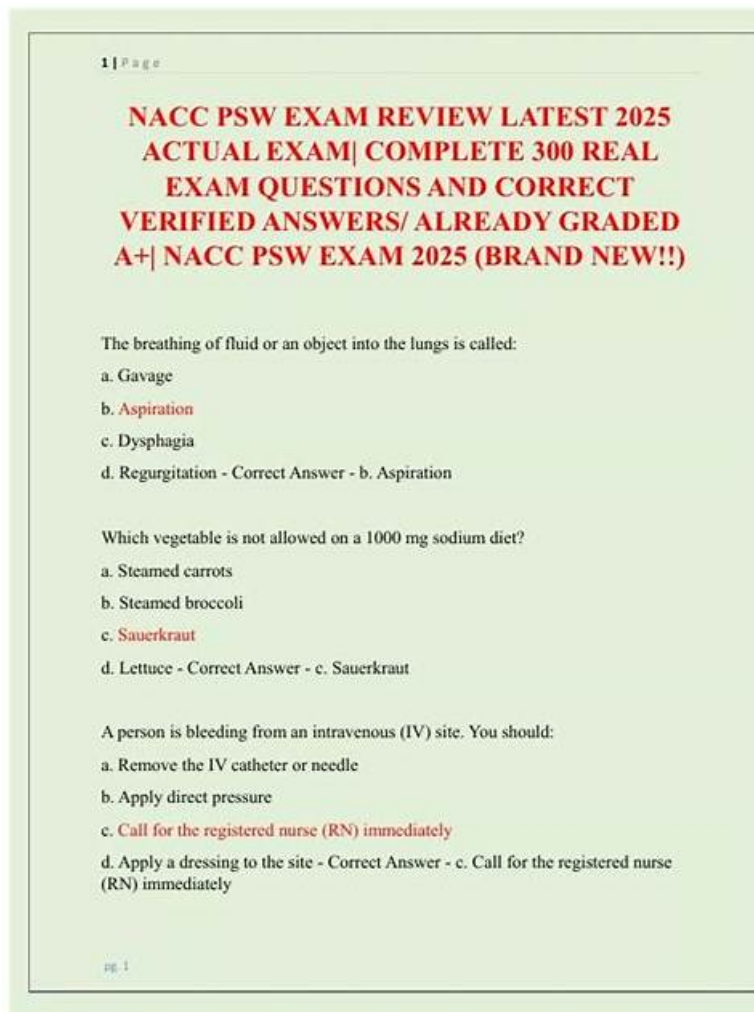 1 | Page
NACC PSW EXAM REVIEW LATEST 2025
ACTUAL EXAM| COMPLETE 300 REAL
EXAM QUESTIONS AND CORRECT
VERIFIED ANSWERS/ ALREADY GRADED
A+| NACC PSW EXAM 2025 (BRAND NEW!!)
The breathing of fluid or an object into the lungs is called:
a. Gavage
b. Aspiration
c. Dysphagia
d. Regurgitation - Correct Answer - b. Aspiration
Which vegetable is not allowed on a 1000 mg sodium diet?
a. Steamed carrots
b. Steamed broccoli
c. Sauerkraut
d. Lettuce - Correct Answer - c. Sauerkraut
A person is bleeding from an intravenous (IV) site. You should:
a. Remove the IV catheter or needle
b. Apply direct pressure
c. Call for the registered nurse (RN) immediately
d. Apply a dressing to the site - Correct Answer - c. Call for the registered nurse
(RN) immediately
pg. 1